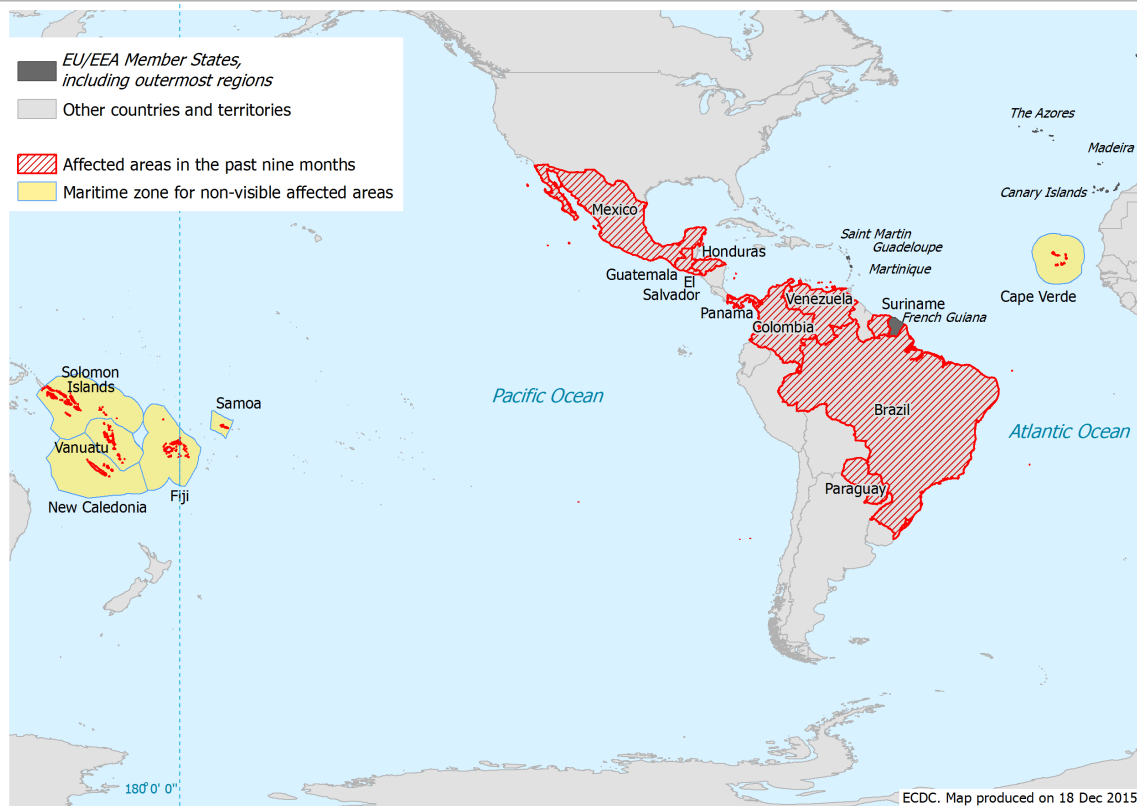 EU/EEA Member States,
including outermost regions
Other countries and territories
Affected areas in the past nine months
Maritime zone for non-visible affected areas
The Azores
Madeira
Canary Islands
Mexico
Saint Martin
Guadeloupe
Honduras
Martinique
Guatemala
El
Salvador
Cape Verde
Venezuela
Suriname
Panama
French Guiana
Colombia
Solomon
Islands
Samoa
Pacific Ocean
Brazil
Atlantic Ocean
Vanuatu
Paraguay
Fiji
New Caledonia
180°0' 0"
ECDC. Map produced on 18 Dec 2015